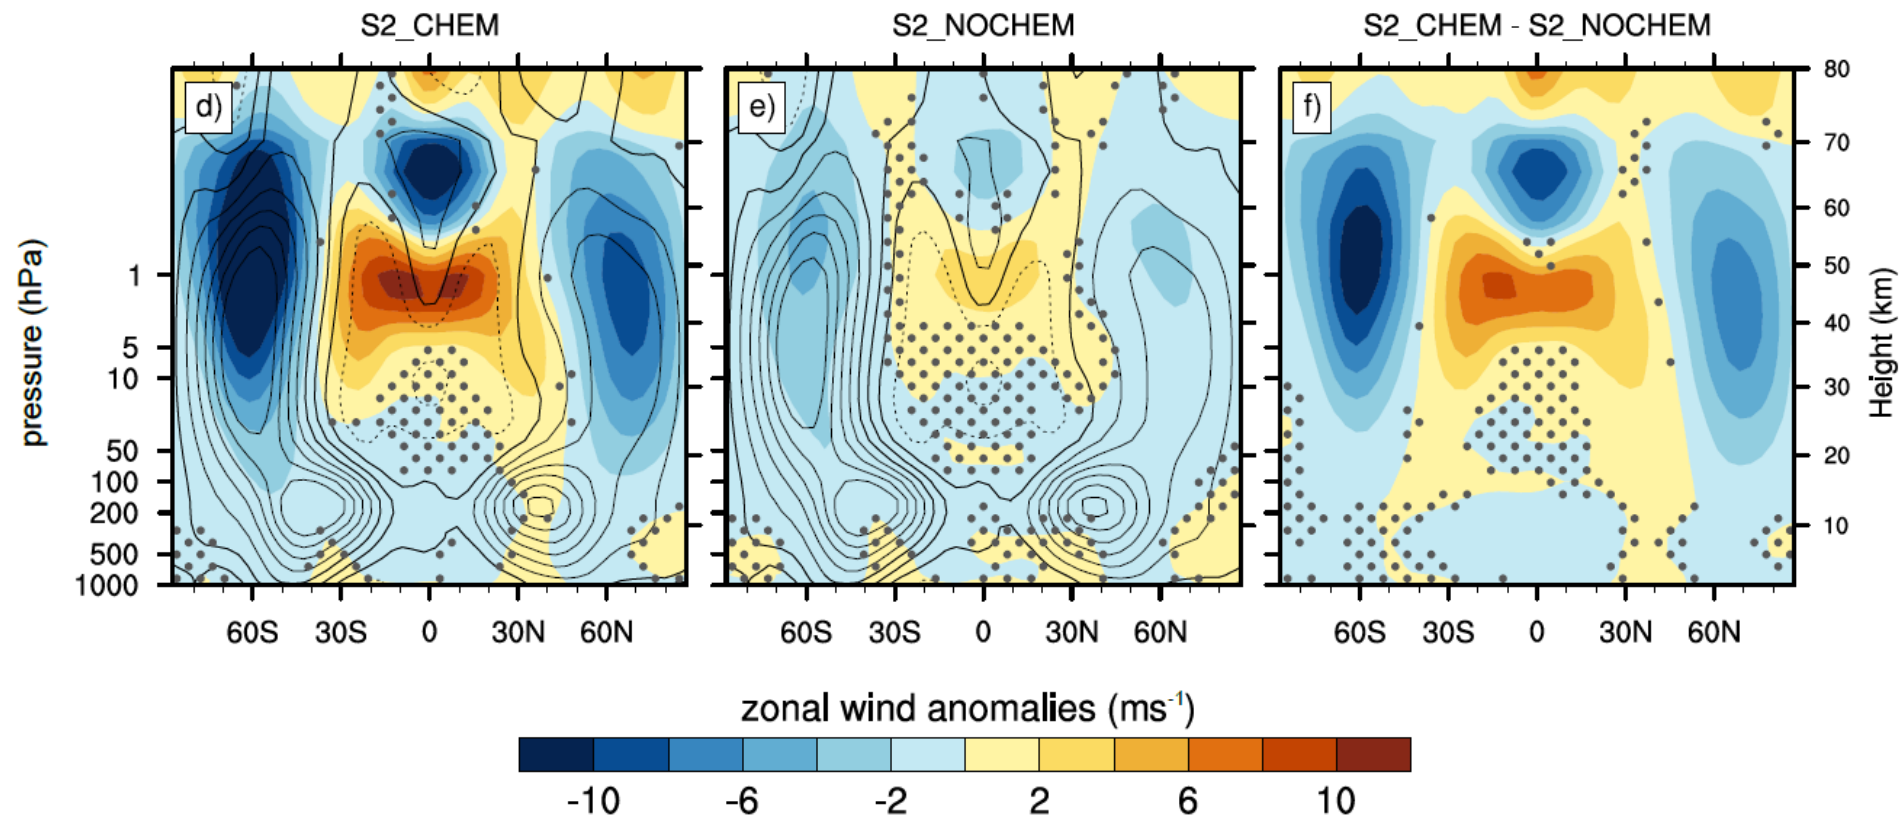 S2_CHEM S2_NOCHEM S2_CHEM - S2_NOCHEM
d) e) f)
pressure (hPa)
1
5
10
50
100
200
500
1000
80
70
60
50
40
30
20
10
Height (km)
60S 30S 0 30N 60N 60S 30S 0 30N 60N 60S 30S 0 30N 60N
zonal wind anomalies (ms⁻¹)
-10 -6 -2 2 6 10